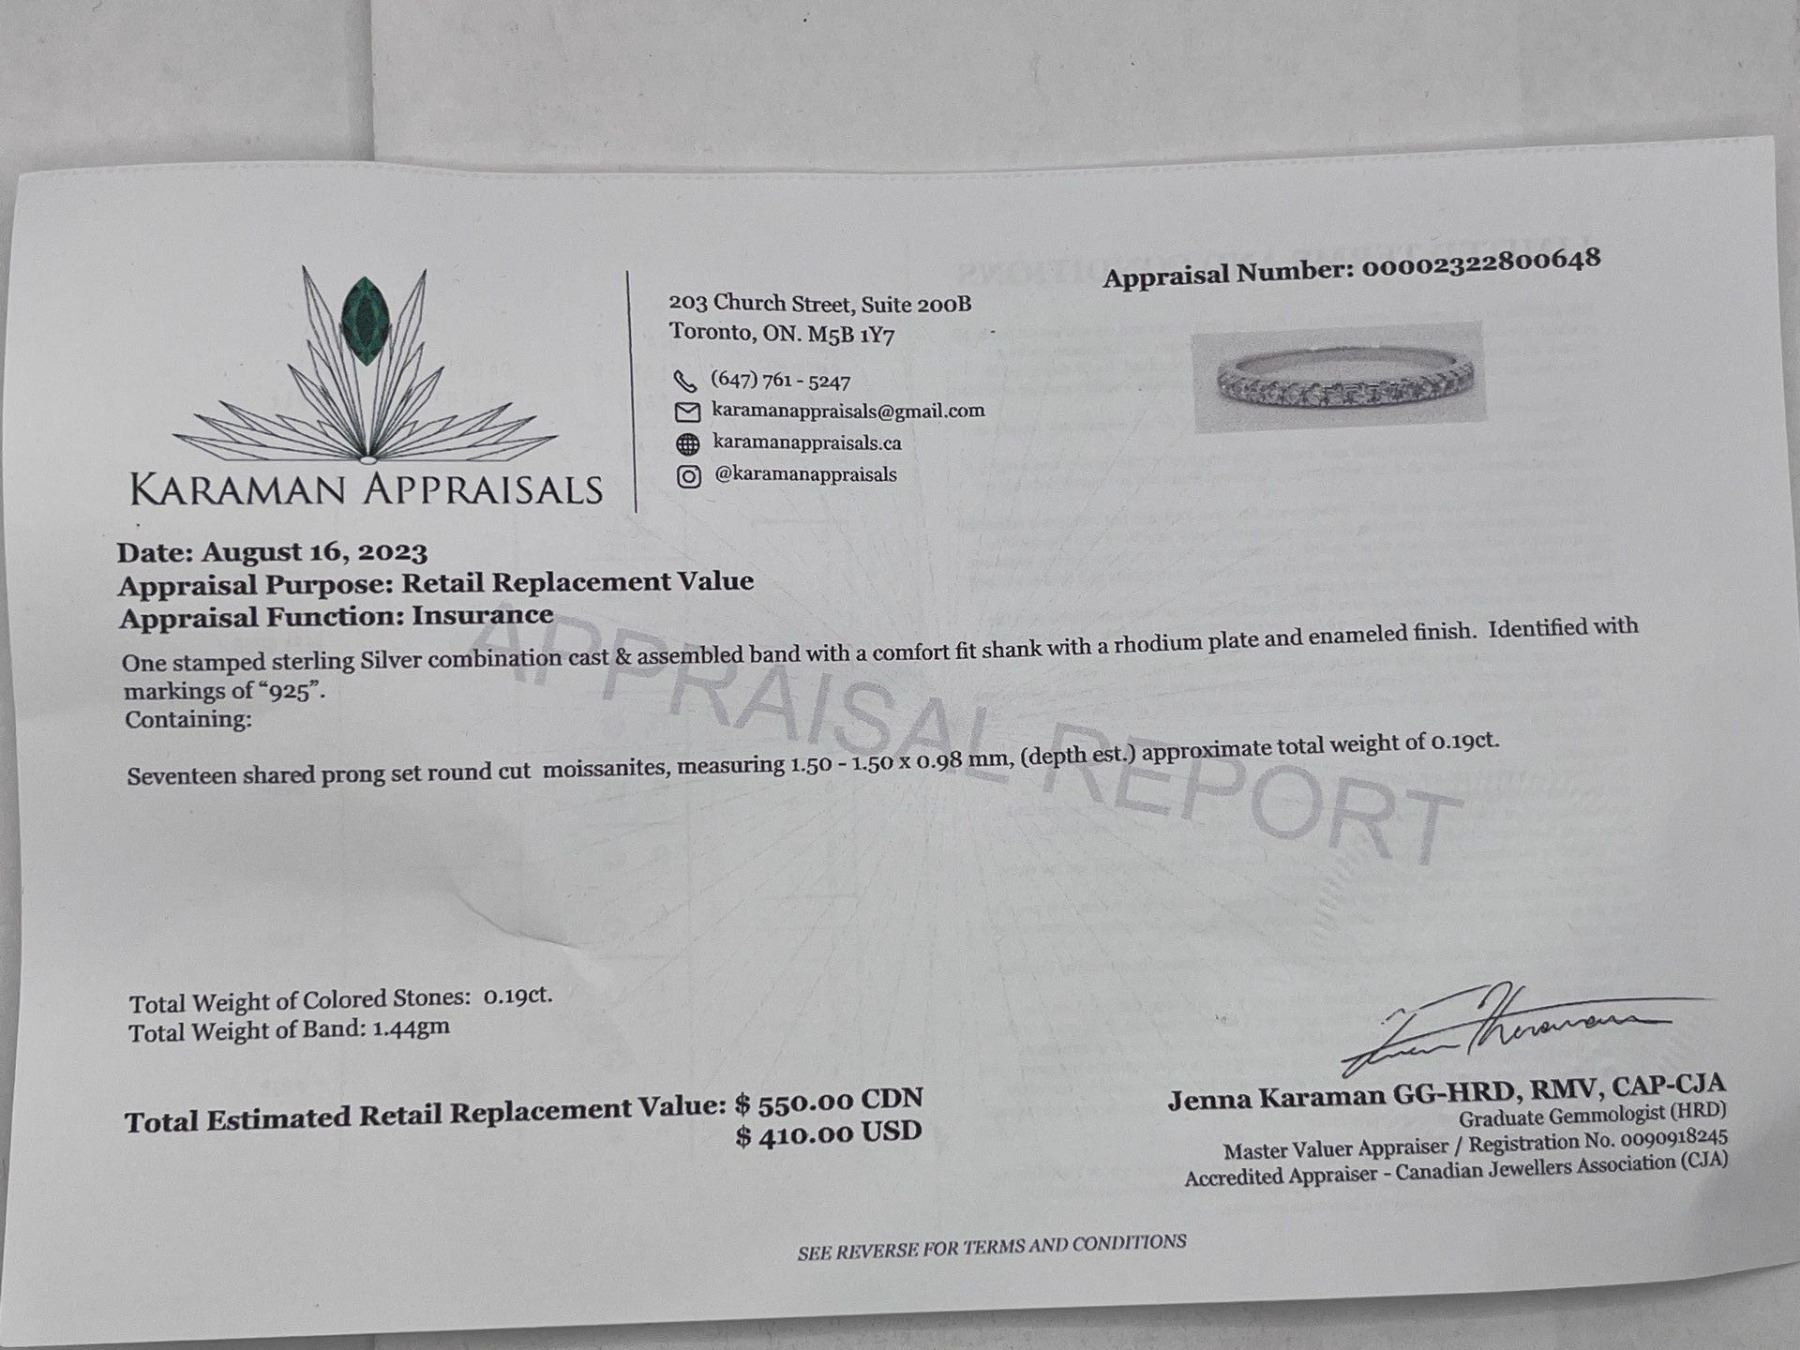 Appraisal Number: 00002322800648
203 Church Street, Suite 200B
Toronto, ON. M5B 1Y7
(647) 761 - 5247
karamanappraisals@gmail.com
karamanappraisals.ca
@karamanappraisals
KARAMAN APPRAISALS
Date: August 16, 2023
Appraisal Purpose: Retail Replacement Value
Appraisal Function: Insurance
One stamped sterling Silver combination cast & assembled band with a comfort fit shank with a rhodium plate and enameled finish. Identified with
markings of “925”.
Containing:
Seventeen shared prong set round cut moissanites, measuring 1.50 - 1.50 x 0.98 mm, (depth est.) approximate total weight of 0.19ct.
APPRAISAL REPORT
Total Weight of Colored Stones: 0.19ct.
Total Weight of Band: 1.44gm
Total Estimated Retail Replacement Value: $ 550.00 CDN
$ 410.00 USD
Jenna Karaman GG-HRD, RMV, CAP-CJA
Graduate Gemmologist (HRD)
Master Valuer Appraiser / Registration No. 0090918245
Accredited Appraiser - Canadian Jewellers Association (CJA)
SEE REVERSE FOR TERMS AND CONDITIONS